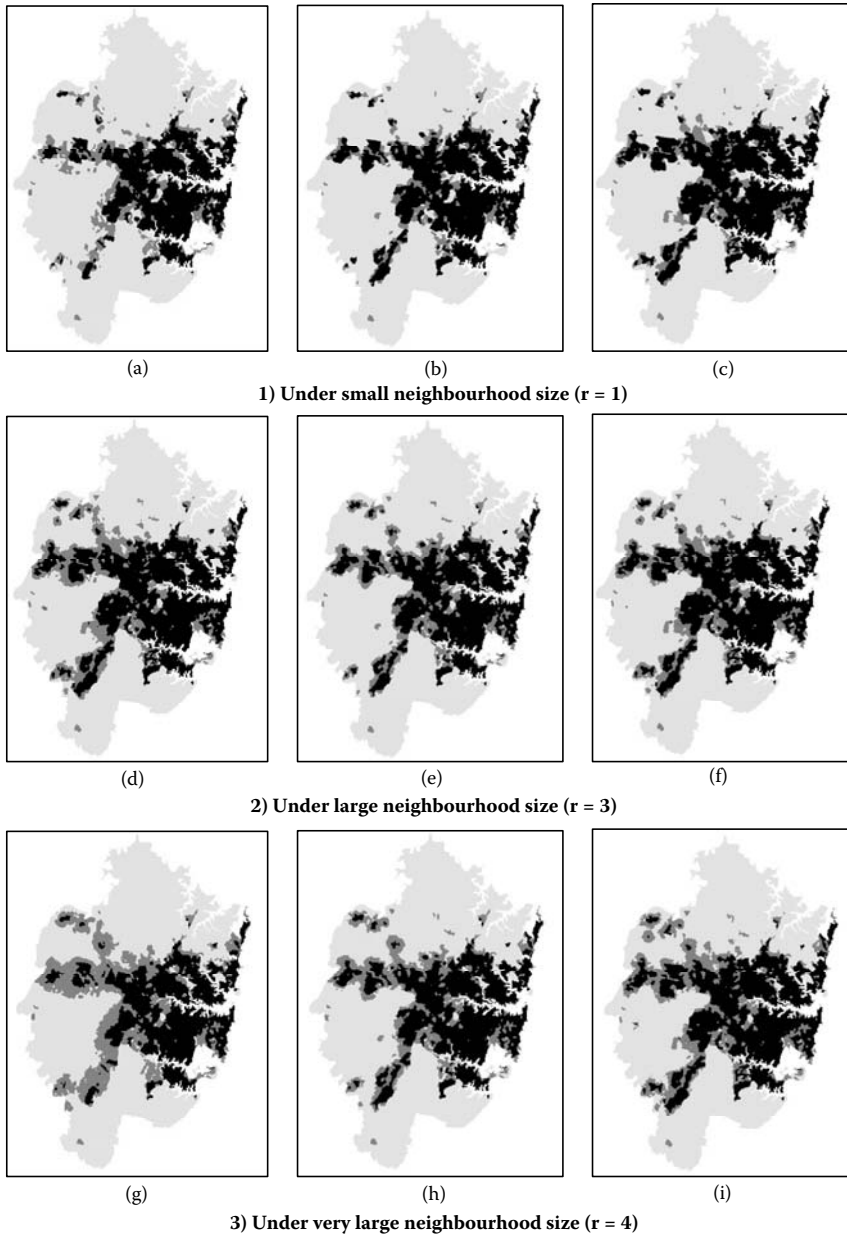 (a) (b) (c)
1) Under small neighbourhood size (r = 1)
(d) (e) (f)
2) Under large neighbourhood size (r = 3)
(g) (h) (i)
3) Under very large neighbourhood size (r = 4)